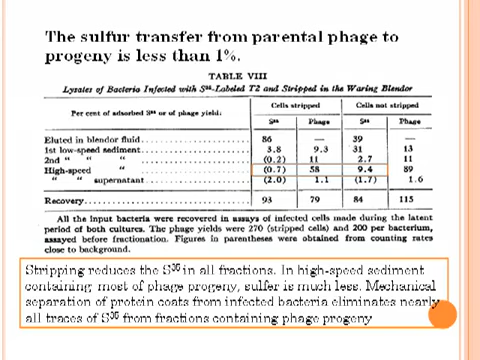 The sulfur transfer from parental phage to
progeny is less than 1%.
TABLE VIII
Lysates of Bacteria Infected with S³⁵-Labeled T2 and Stripped in the Waring Blendor
Cells stripped Cells not stripped
Per cent of adsorbed S³⁵ or of phage yield: S³⁵ Phage S³⁵ Phage
Eluted in blendor fluid 86 — 39 —
1st low-speed sediment 3.8 9.3 31 13
2nd " " " (0.2) 11 2.7 11
High-speed " (0.7) 58 9.4 89
" " supernatant (2.0) 1.1 (1.7) 1.6
Recovery 93 79 84 115
All the input bacteria were recovered in assays of infected cells made during the latent
period of both cultures. The phage yields were 270 (stripped cells) and 200 per bacterium,
assayed before fractionation. Figures in parentheses were obtained from counting rates
close to background.
Stripping reduces the S³⁵ in all fractions. In high-speed sediment
containing most of phage progeny, sulfer is much less. Mechanical
separation of protein coats from infected bacteria eliminates nearly
all traces of S³⁵ from fractions containing phage progeny